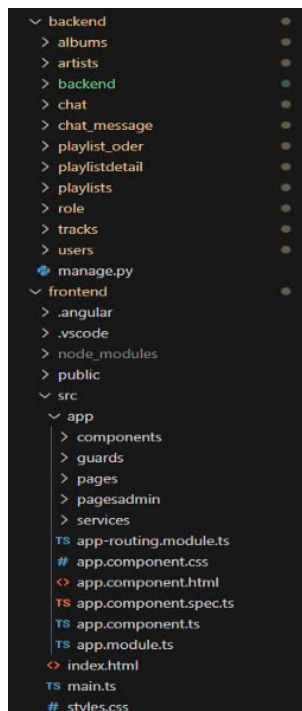 backend
albums
artists
backend
chat
chat_message
playlist_oder
playlistdetail
playlists
role
tracks
users
manage.py
frontend
.angular
.vscode
node_modules
public
src
app
components
guards
pages
pagesadmin
services
TS app-routing.module.ts
# app.component.css
<> app.component.html
TS app.component.spec.ts
TS app.component.ts
TS app.module.ts
<> index.html
TS main.ts
# styles.css